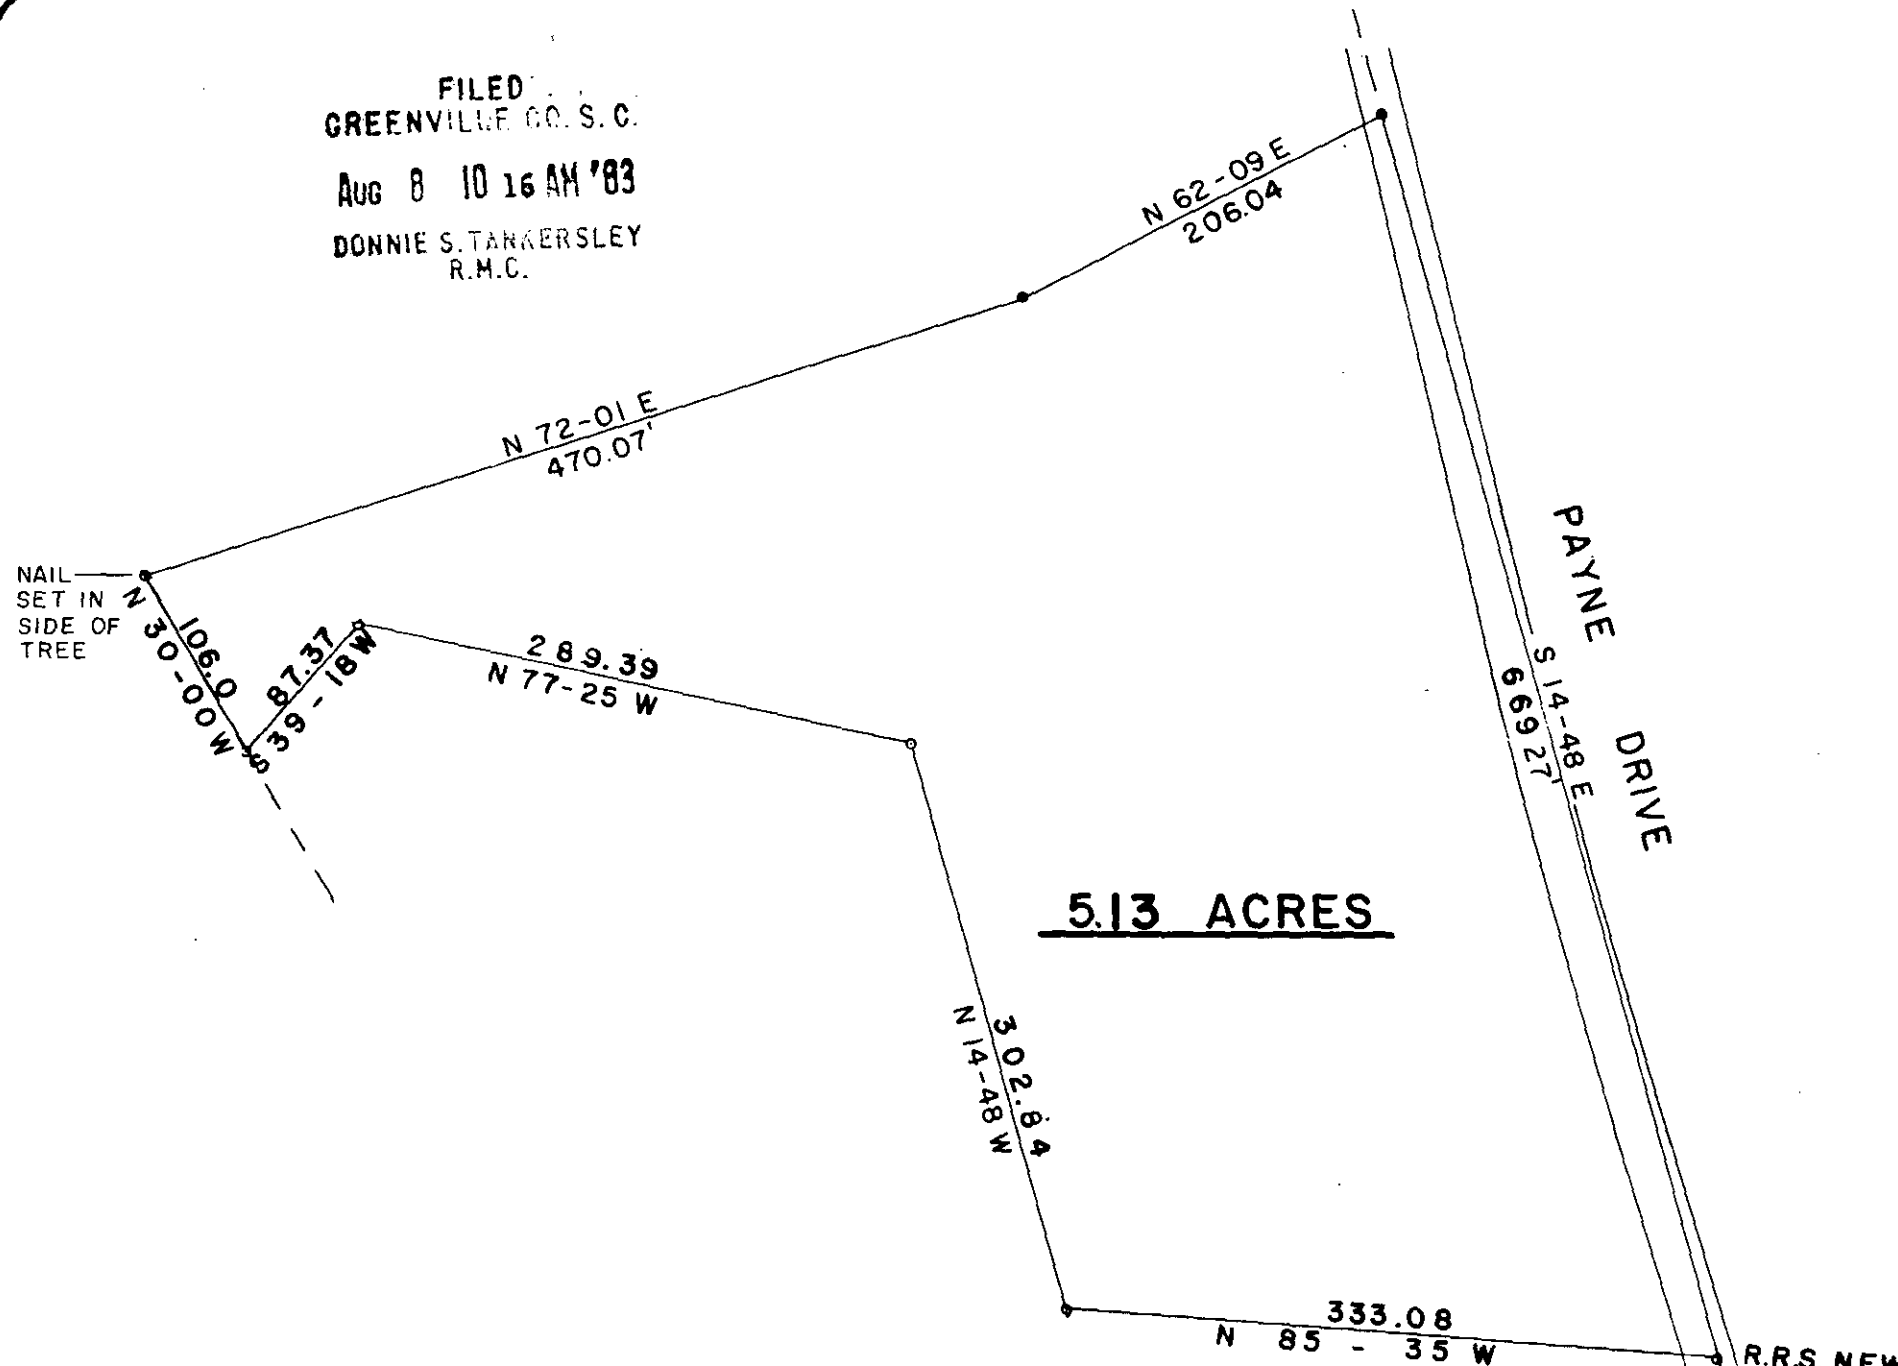 FILED
GREENVILLE CO. S. C.
AUG 8 10 16 AM '83
DONNIE S. TANKERSLEY
R.M.C.
N 62-09 E
206.04
N 72-01 E
470.07'
NAIL
SET IN
SIDE OF
TREE
106.0
N 30-00 W
87.37
S 39-18 W
289.39
N 77-25 W
PAYNE DRIVE
S 14-48 E
669 27'
5.13 ACRES
302.84
N 14-48 W
333.08
N 85-35 W
R.R.S. NEW